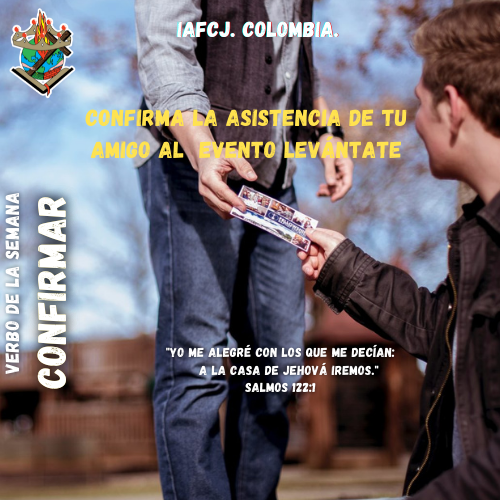 IAFCJ. COLOMBIA.
CONFIRMA LA ASISTENCIA DE TU
AMIGO AL EVENTO LEVÁNTATE
VERBO DE LA SEMANA
CONFIRMAR
"YO ME ALEGRÉ CON LOS QUE ME DECÍAN:
A LA CASA DE JEHOVÁ IREMOS."
SALMOS 122:1